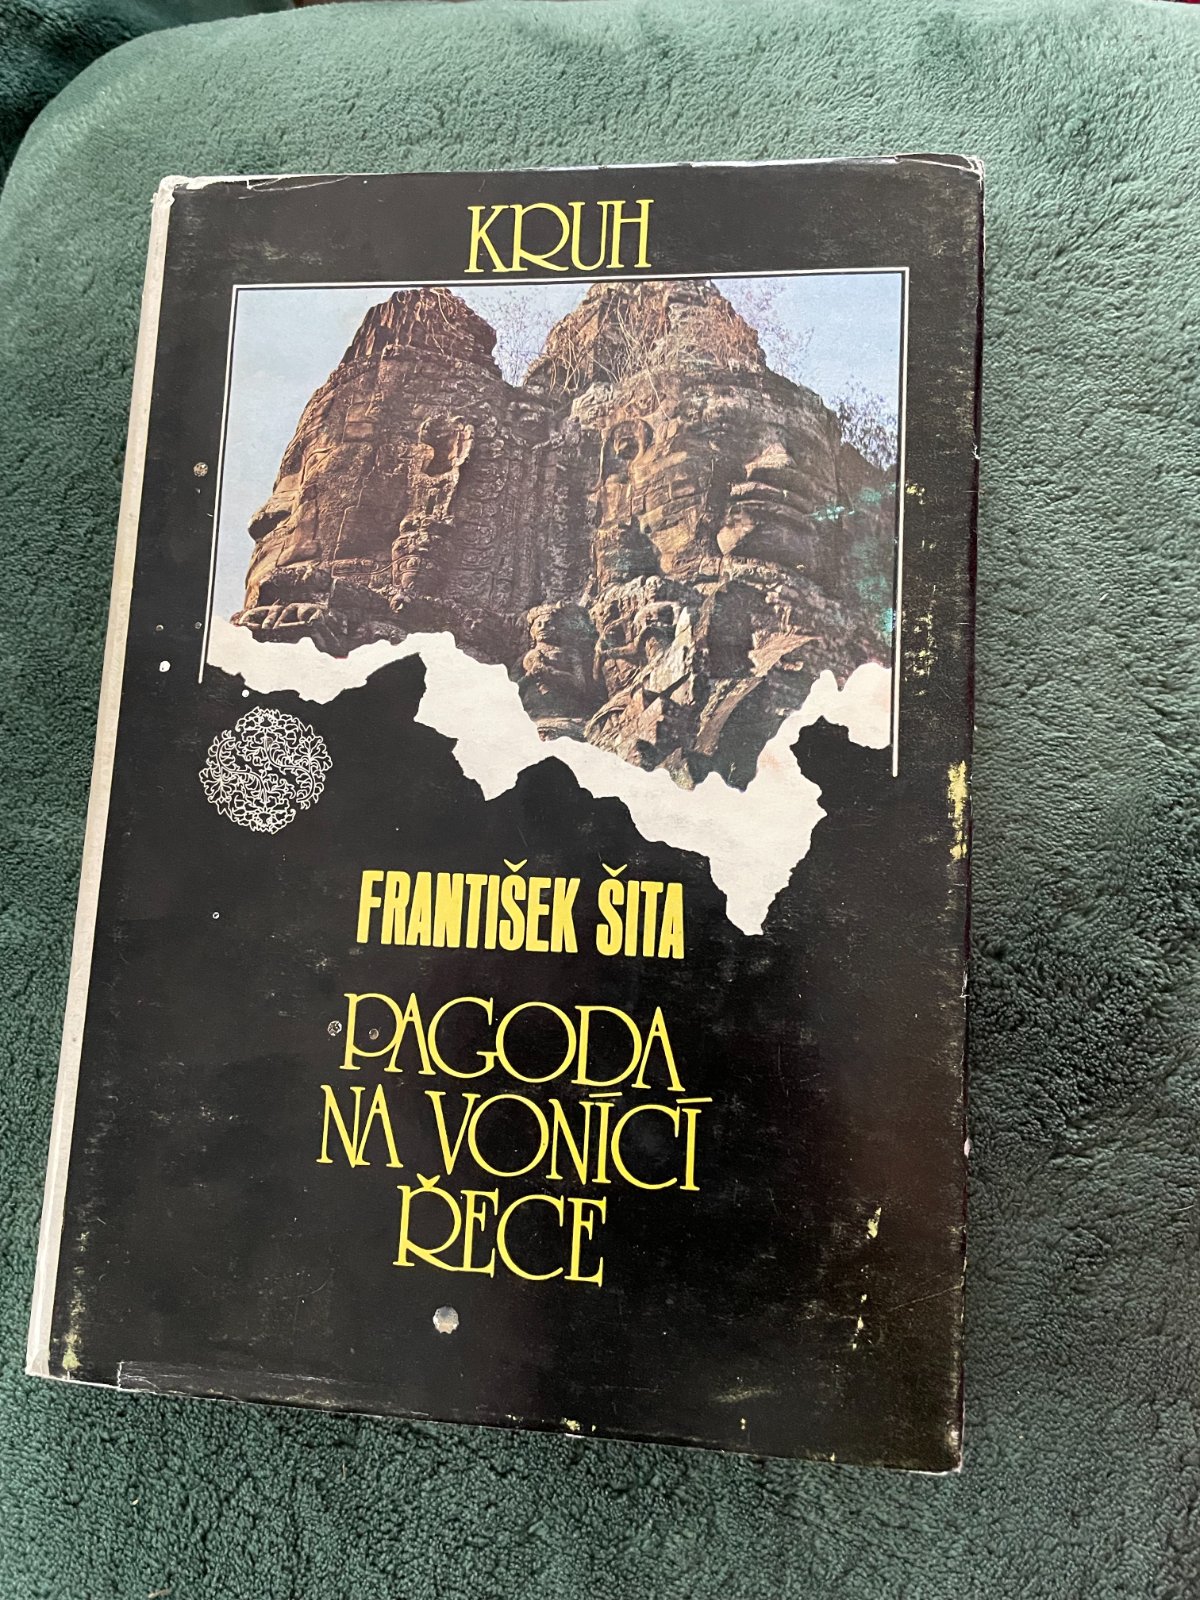 KRUH
FRANTIŠEK ŠITA
PAGODA
NA VONÍCÍ
ŘECE